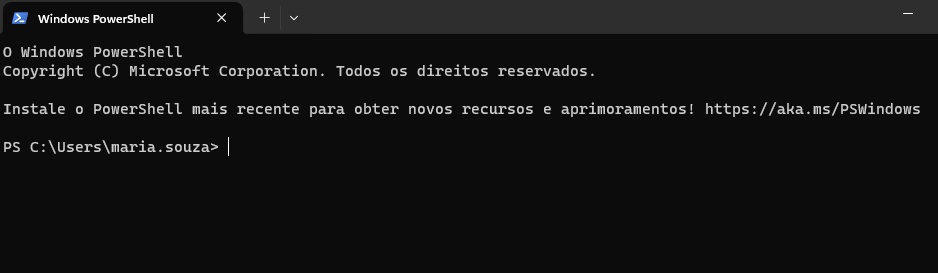 Windows PowerShell
O Windows PowerShell
Copyright (C) Microsoft Corporation. Todos os direitos reservados.
Instale o PowerShell mais recente para obter novos recursos e aprimoramentos! https://aka.ms/PSWindows
PS C:\Users\maria.souza>